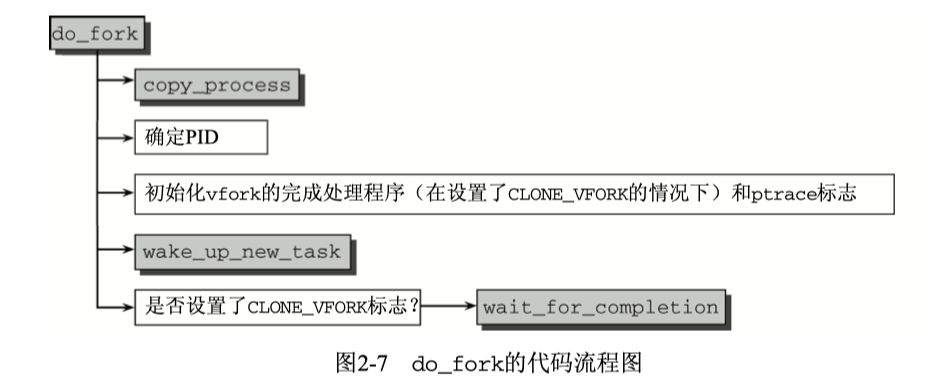 do_fork
copy_process
确定PID
初始化vfork的完成处理程序（在设置了CLONE_VFORK的情况下）和ptrace标志
wake_up_new_task
是否设置了CLONE_VFORK标志？
wait_for_completion
图2-7 do_fork的代码流程图